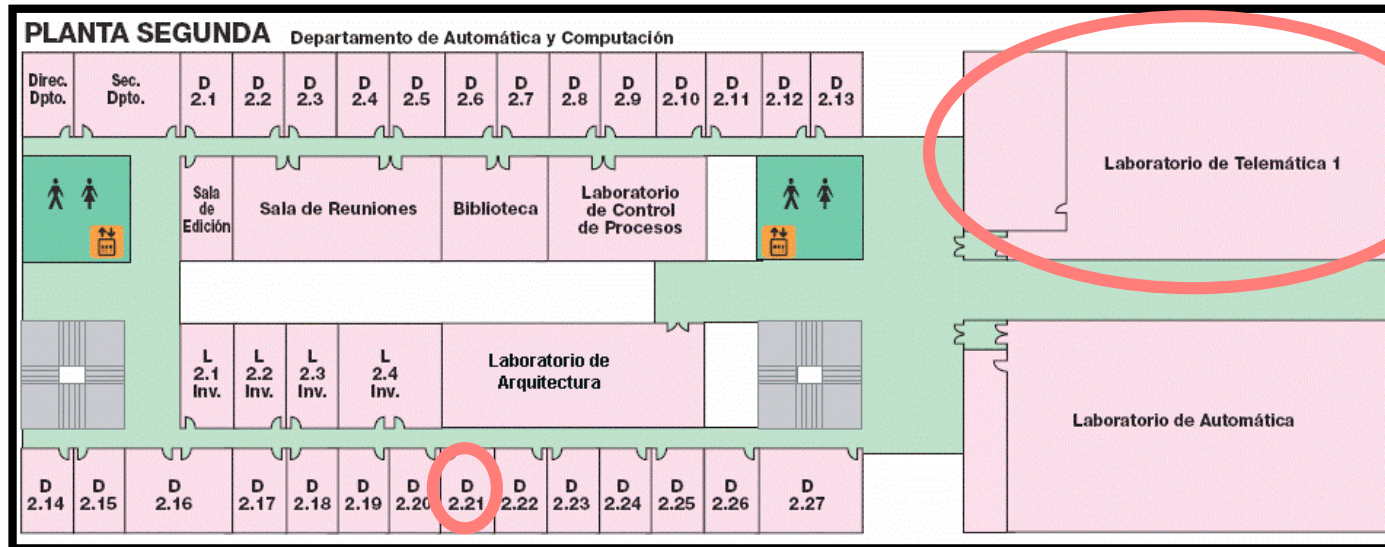 PLANTA SEGUNDA Departamento de Automática y Computación
Direc.
Dpto.
Sec.
Dpto.
D
2.1
D
2.2
D
2.3
D
2.4
D
2.5
D
2.6
D
2.7
D
2.8
D
2.9
D
2.10
D
2.11
D
2.12
D
2.13
Sala
de
Edición
Sala de Reuniones
Biblioteca
Laboratorio
de Control
de Procesos
Laboratorio de Telemática 1
L
2.1
Inv.
L
2.2
Inv.
L
2.3
Inv.
L
2.4
Inv.
Laboratorio de
Arquitectura
Laboratorio de Automática
D
2.14
D
2.15
D
2.16
D
2.17
D
2.18
D
2.19
D
2.20
D
2.21
D
2.22
D
2.23
D
2.24
D
2.25
D
2.26
D
2.27